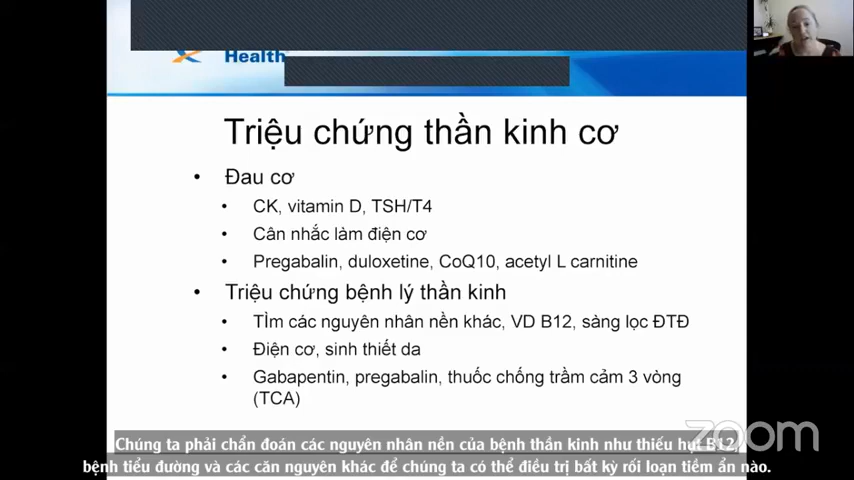 Health
Triệu chứng thần kinh cơ
• Đau cơ
• CK, vitamin D, TSH/T4
• Cân nhắc làm điện cơ
• Pregabalin, duloxetine, CoQ10, acetyl L carnitine
• Triệu chứng bệnh lý thần kinh
• TÌm các nguyên nhân nền khác, VD B12, sàng lọc ĐTĐ
• Điện cơ, sinh thiết da
• Gabapentin, pregabalin, thuốc chống trầm cảm 3 vòng
(TCA)
zoom
Chúng ta phải chẩn đoán các nguyên nhân nền của bệnh thần kinh như thiếu hụt B12,
bệnh tiểu đường và các căn nguyên khác để chúng ta có thể điều trị bất kỳ rối loạn tiềm ẩn nào.